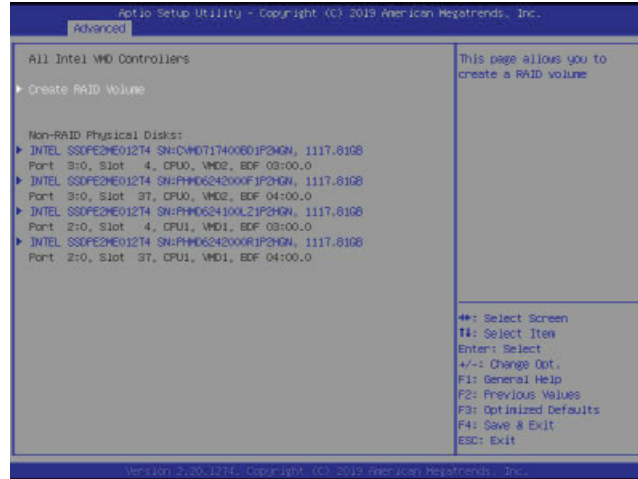 Aptio Setup Utility - Copyright (C) 2019 American Megatrends, Inc.
Advanced
All Intel VMD Controllers
Create RAID Volume
Non-RAID Physical Disks:
INTEL SSDPE2ME012T4 SN:CVMD717400BD1P2WGN, 1117.81GB
Port 3:0, Slot 4, CPU0, VMD2, BDF 03:00.0
INTEL SSDPE2ME012T4 SN:PHMD6242000F1P2HGN, 1117.81GB
Port 3:0, Slot 37, CPU0, VMD2, BDF 04:00.0
INTEL SSDPE2ME012T4 SN:PHMD624100LZ1P2HGN, 1117.81GB
Port 2:0, Slot 4, CPU1, VMD1, BDF 03:00.0
INTEL SSDPE2ME012T4 SN:PHMD6242000R1P2HGN, 1117.81GB
Port 2:0, Slot 37, CPU1, VMD1, BDF 04:00.0
This page allows you to
create a RAID volume
→←: Select Screen
↑↓: Select Item
Enter: Select
+/-: Change Opt.
F1: General Help
F2: Previous Values
F3: Optimized Defaults
F4: Save & Exit
ESC: Exit
Version 2.20.1274. Copyright (C) 2019 American Megatrends, Inc.